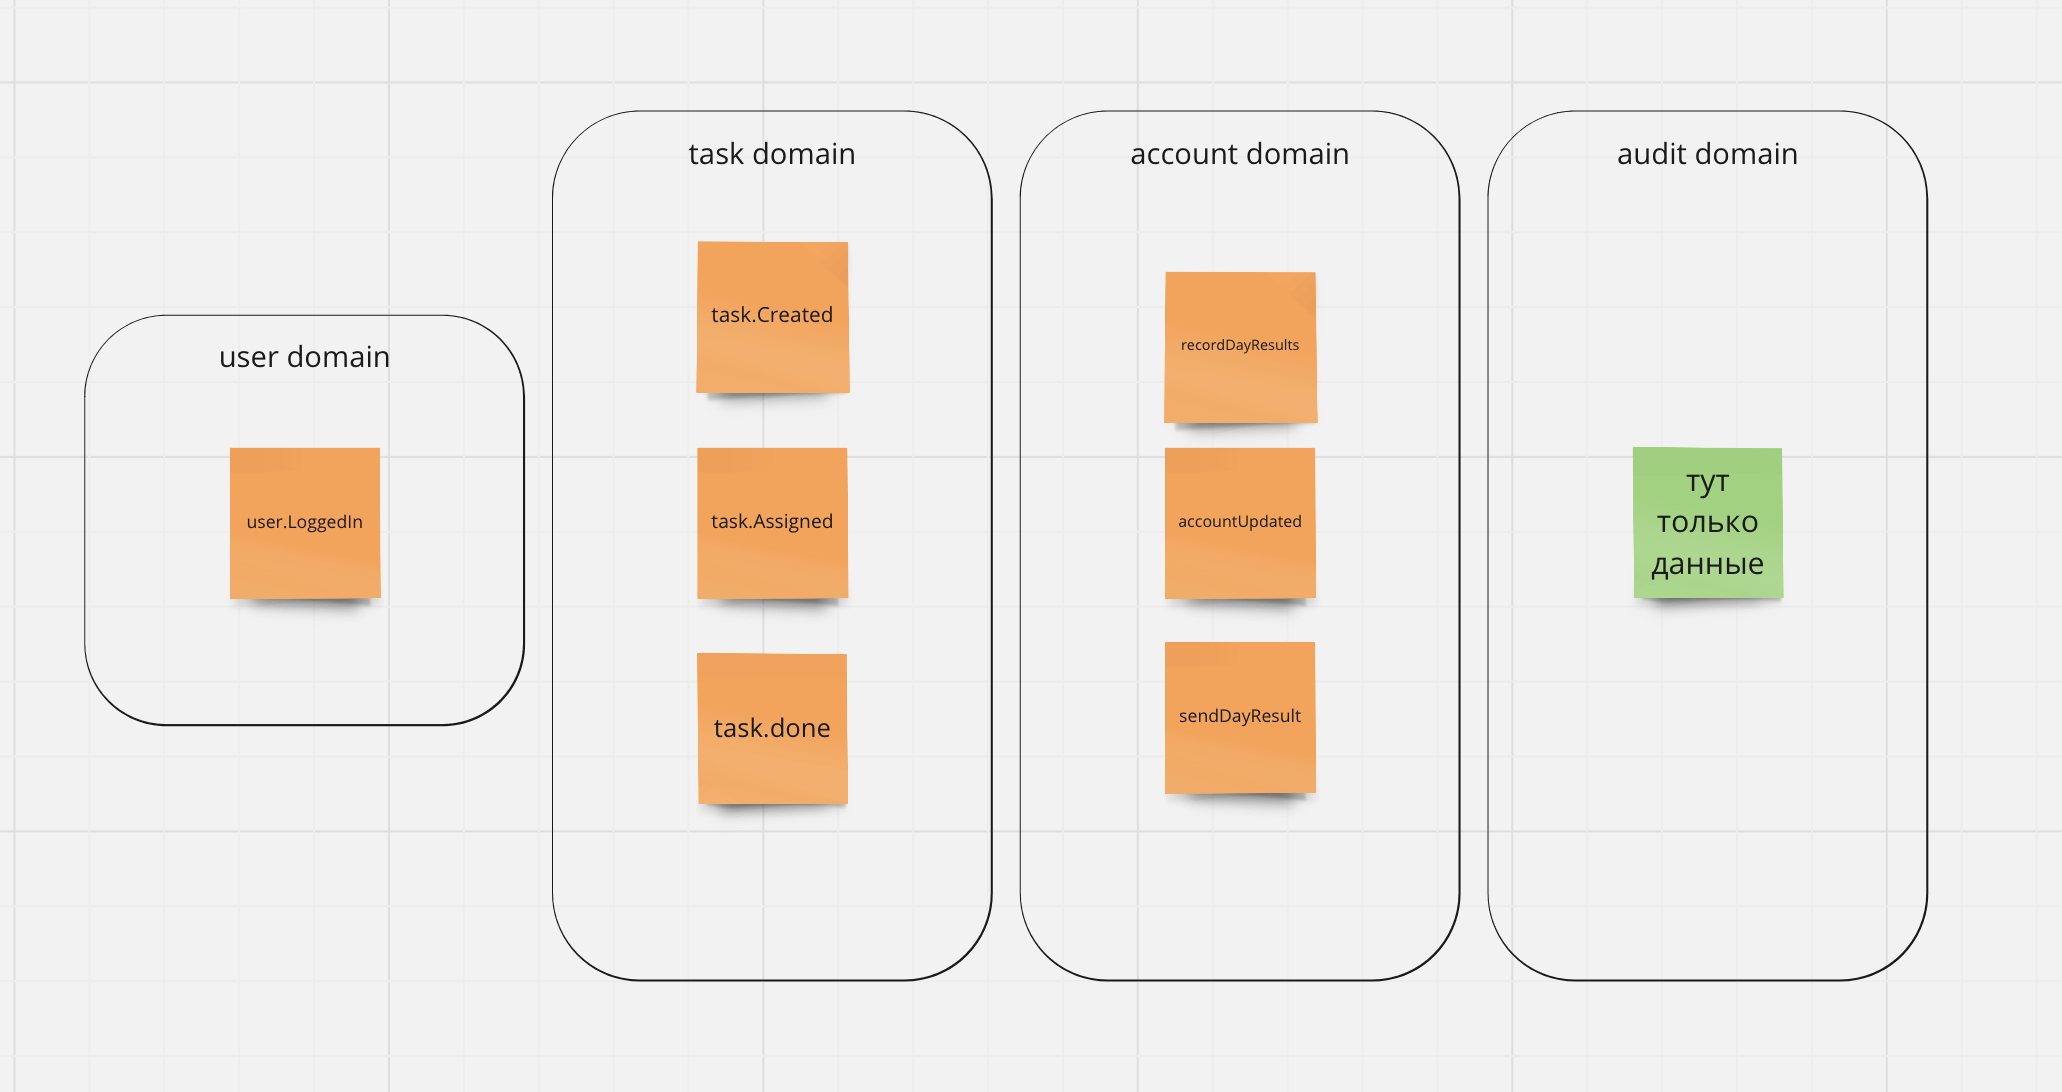 user domain
user.LoggedIn
task domain
task.Created
task.Assigned
task.done
account domain
recordDayResults
accountUpdated
sendDayResult
audit domain
тут
только
данные